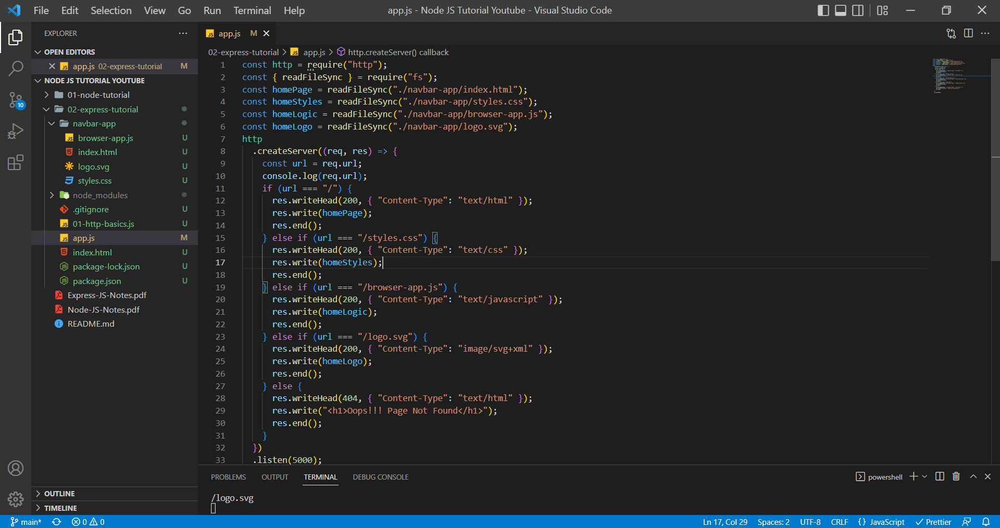 File Edit Selection View Go Run Terminal Help app.js - Node JS Tutorial Youtube - Visual Studio Code
EXPLORER
OPEN EDITORS
app.js 02-express-tutorial M
NODE JS TUTORIAL YOUTUBE
01-node-tutorial
02-express-tutorial
navbar-app
browser-app.js U
index.html U
logo.svg U
styles.css U
node_modules
.gitignore U
01-http-basics.js U
app.js M
index.html U
package-lock.json U
package.json U
Express-JS-Notes.pdf
Node-JS-Notes.pdf
README.md
OUTLINE
TIMELINE
10
app.js M
02-express-tutorial > app.js > http.createServer() callback
1 const http = require("http");
2 const { readFileSync } = require("fs");
3 const homePage = readFileSync("./navbar-app/index.html");
4 const homeStyles = readFileSync("./navbar-app/styles.css");
5 const homeLogic = readFileSync("./navbar-app/browser-app.js");
6 const homeLogo = readFileSync("./navbar-app/logo.svg");
7 http
8 .createServer((req, res) => {
9 const url = req.url;
10 console.log(req.url);
11 if (url === "/") {
12 res.writeHead(200, { "Content-Type": "text/html" });
13 res.write(homePage);
14 res.end();
15 } else if (url === "/styles.css") {
16 res.writeHead(200, { "Content-Type": "text/css" });
17 res.write(homeStyles);
18 res.end();
19 } else if (url === "/browser-app.js") {
20 res.writeHead(200, { "Content-Type": "text/javascript" });
21 res.write(homeLogic);
22 res.end();
23 } else if (url === "/logo.svg") {
24 res.writeHead(200, { "Content-Type": "image/svg+xml" });
25 res.write(homeLogo);
26 res.end();
27 } else {
28 res.writeHead(404, { "Content-Type": "text/html" });
29 res.write("<h1>Oops!!! Page Not Found</h1>");
30 res.end();
31 }
32 })
33 .listen(5000);
PROBLEMS OUTPUT TERMINAL DEBUG CONSOLE powershell
/logo.svg
main* 0 0 Ln 17, Col 29 Spaces: 2 UTF-8 CRLF {} JavaScript Prettier